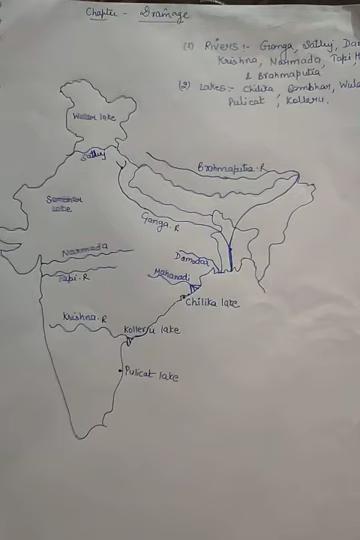 Chapter - Drainage
(1) Rivers :- Ganga, Satluj, Da
Krishna, Narmada, Tapi,
& Brahmaputra
(2) Lakes :- Chilika, Sambhar, Wula
Pulicat, Kolleru.
Wuller lake
Satluj
Brahmaputra-R
Sambhar
lake
Ganga.R
Narmada
Damodar
Tapi-R
Mahanadi
Chilika lake
Krishna-R
Kolleru lake
Pulicat lake